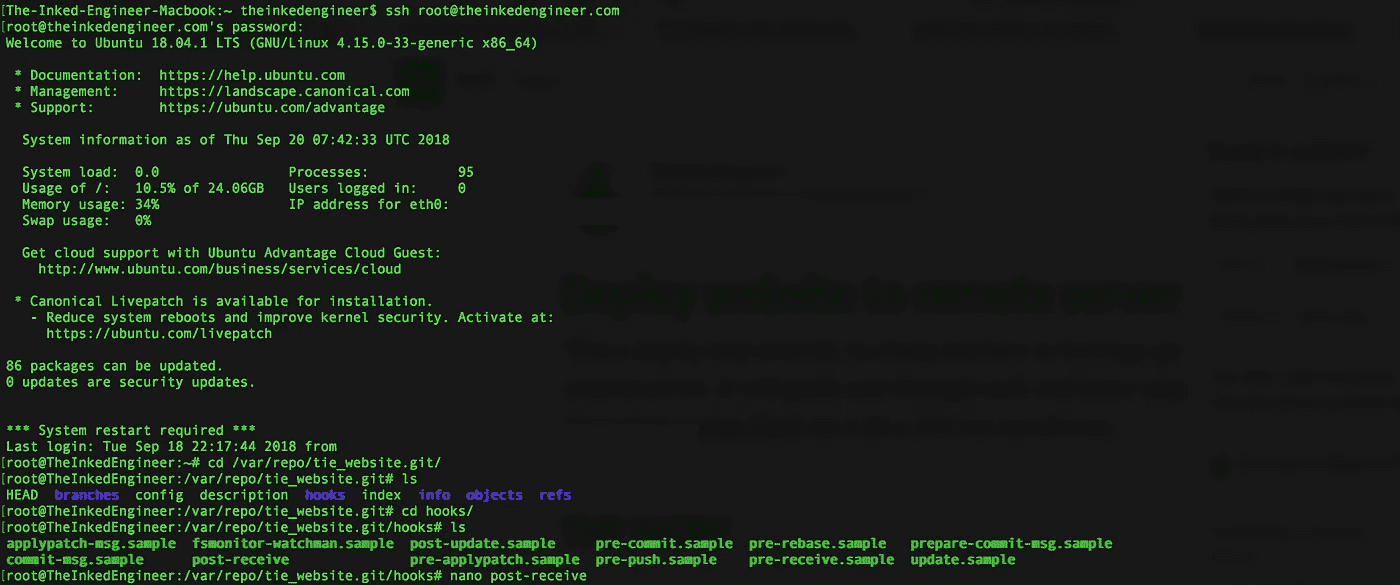 [The-Inked-Engineer-Macbook:~ theinkedengineer$ ssh root@theinkedengineer.com
[root@theinkedengineer.com's password:
Welcome to Ubuntu 18.04.1 LTS (GNU/Linux 4.15.0-33-generic x86_64)
* Documentation:  https://help.ubuntu.com
* Management:     https://landscape.canonical.com
* Support:        https://ubuntu.com/advantage
System information as of Thu Sep 20 07:42:33 UTC 2018
System load:  0.0                Processes:           95
Usage of /:   10.5% of 24.06GB   Users logged in:     0
Memory usage: 34%                IP address for eth0:
Swap usage:   0%
Get cloud support with Ubuntu Advantage Cloud Guest:
http://www.ubuntu.com/business/services/cloud
* Canonical Livepatch is available for installation.
- Reduce system reboots and improve kernel security. Activate at:
https://ubuntu.com/livepatch
86 packages can be updated.
0 updates are security updates.
*** System restart required ***
Last login: Tue Sep 18 22:17:44 2018 from
[root@TheInkedEngineer:~# cd /var/repo/tie_website.git/
[root@TheInkedEngineer:/var/repo/tie_website.git# ls
HEAD  branches  config  description  hooks  index  info  objects  refs
[root@TheInkedEngineer:/var/repo/tie_website.git# cd hooks/
[root@TheInkedEngineer:/var/repo/tie_website.git/hooks# ls
applypatch-msg.sample  fsmonitor-watchman.sample  post-update.sample     pre-commit.sample  pre-rebase.sample   prepare-commit-msg.sample
commit-msg.sample      post-receive               pre-applypatch.sample  pre-push.sample    pre-receive.sample  update.sample
[root@TheInkedEngineer:/var/repo/tie_website.git/hooks# nano post-receive